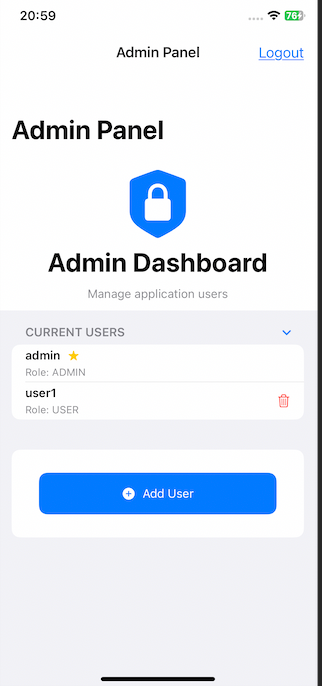 20:59
76
Admin Panel
Logout
Admin Panel
Admin Dashboard
Manage application users
CURRENT USERS
admin
Role: ADMIN
user1
Role: USER
Add User